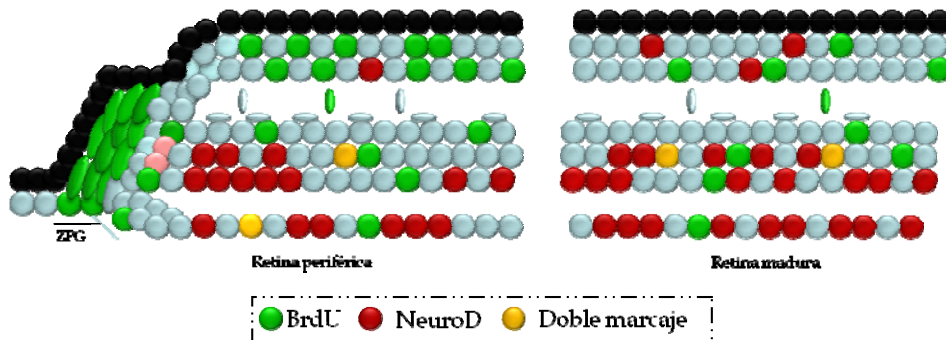 ZPG
Retina periférica
Retina madura
BrdU NeuroD Doble marcaje